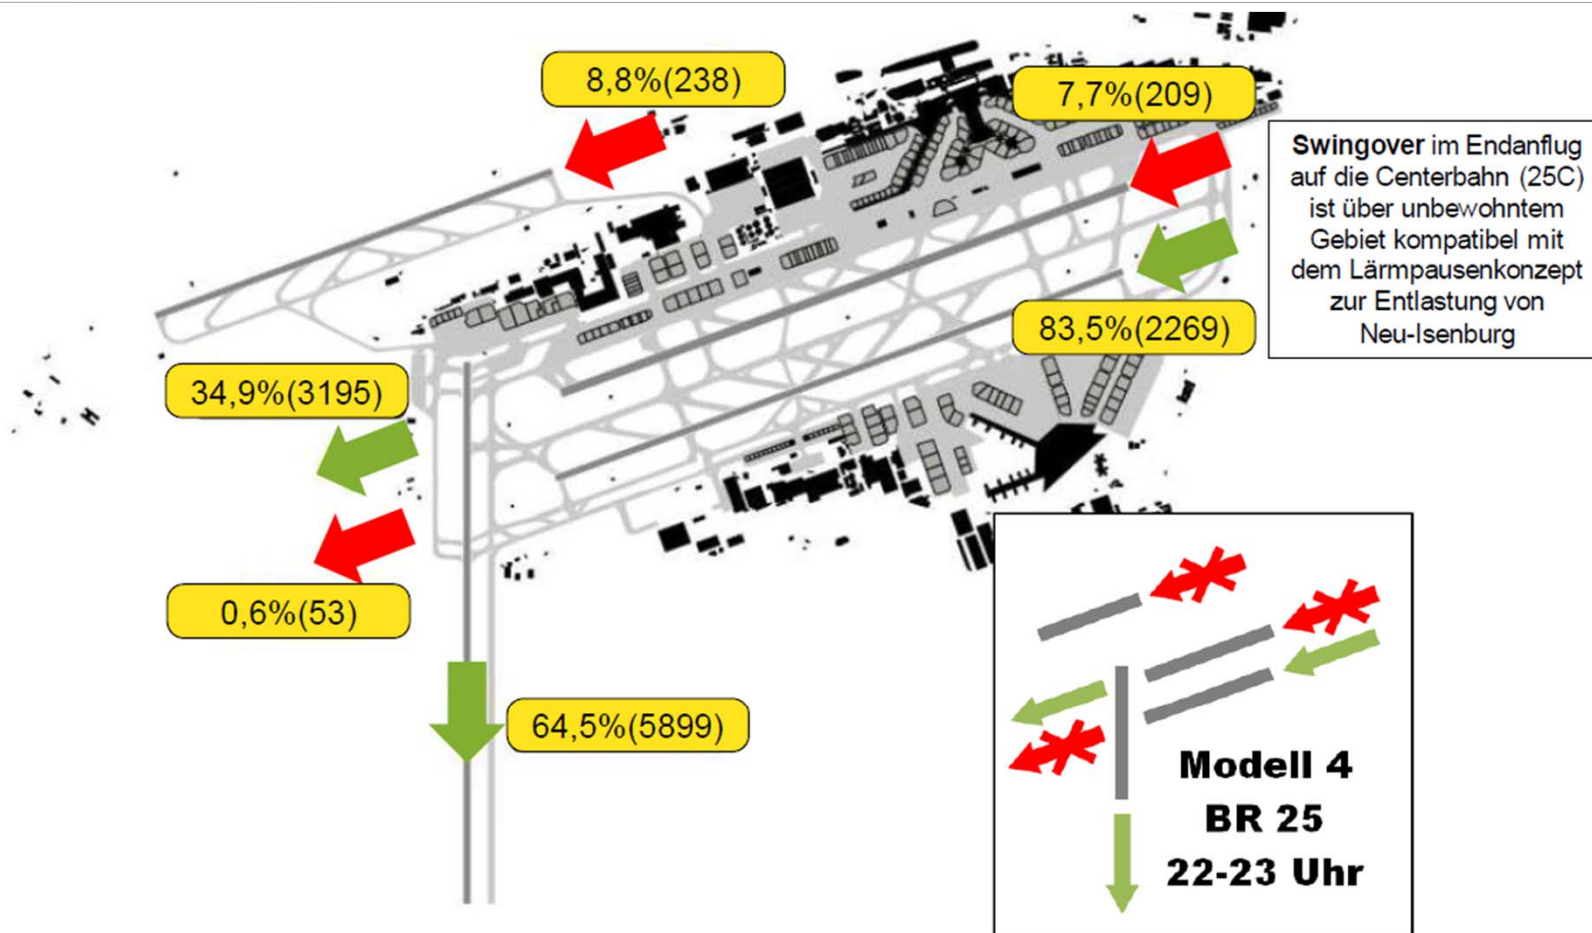 8,8%(238)
7,7%(209)
Swingover im Endanflug
auf die Centerbahn (25C)
ist über unbewohntem
Gebiet kompatibel mit
dem Lärmpausenkonzept
zur Entlastung von
Neu-Isenburg
83,5%(2269)
34,9%(3195)
0,6%(53)
64,5%(5899)
Modell 4
BR 25
22-23 Uhr